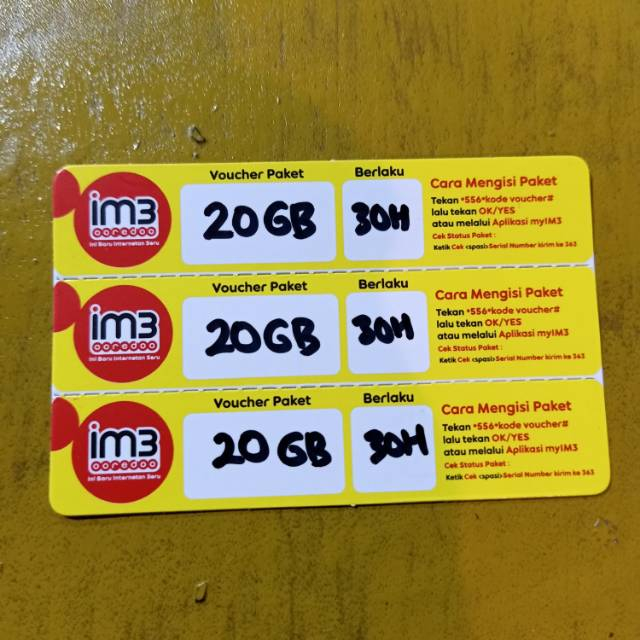 im3
ooredoo
Ini Baru Internetan Seru
Voucher Paket
20GB
Berlaku
30H
Cara Mengisi Paket
Tekan *556*kode voucher#
lalu tekan OK/YES
atau melalui Aplikasi myIM3
Cek Status Paket :
Ketik Cek <spasi>Serial Number kirim ke 363
im3
ooredoo
Ini Baru Internetan Seru
Voucher Paket
20GB
Berlaku
30H
Cara Mengisi Paket
Tekan *556*kode voucher#
lalu tekan OK/YES
atau melalui Aplikasi myIM3
Cek Status Paket :
Ketik Cek <spasi>Serial Number kirim ke 363
im3
ooredoo
Ini Baru Internetan Seru
Voucher Paket
20GB
Berlaku
30H
Cara Mengisi Paket
Tekan *556*kode voucher#
lalu tekan OK/YES
atau melalui Aplikasi myIM3
Cek Status Paket :
Ketik Cek <spasi>Serial Number kirim ke 363